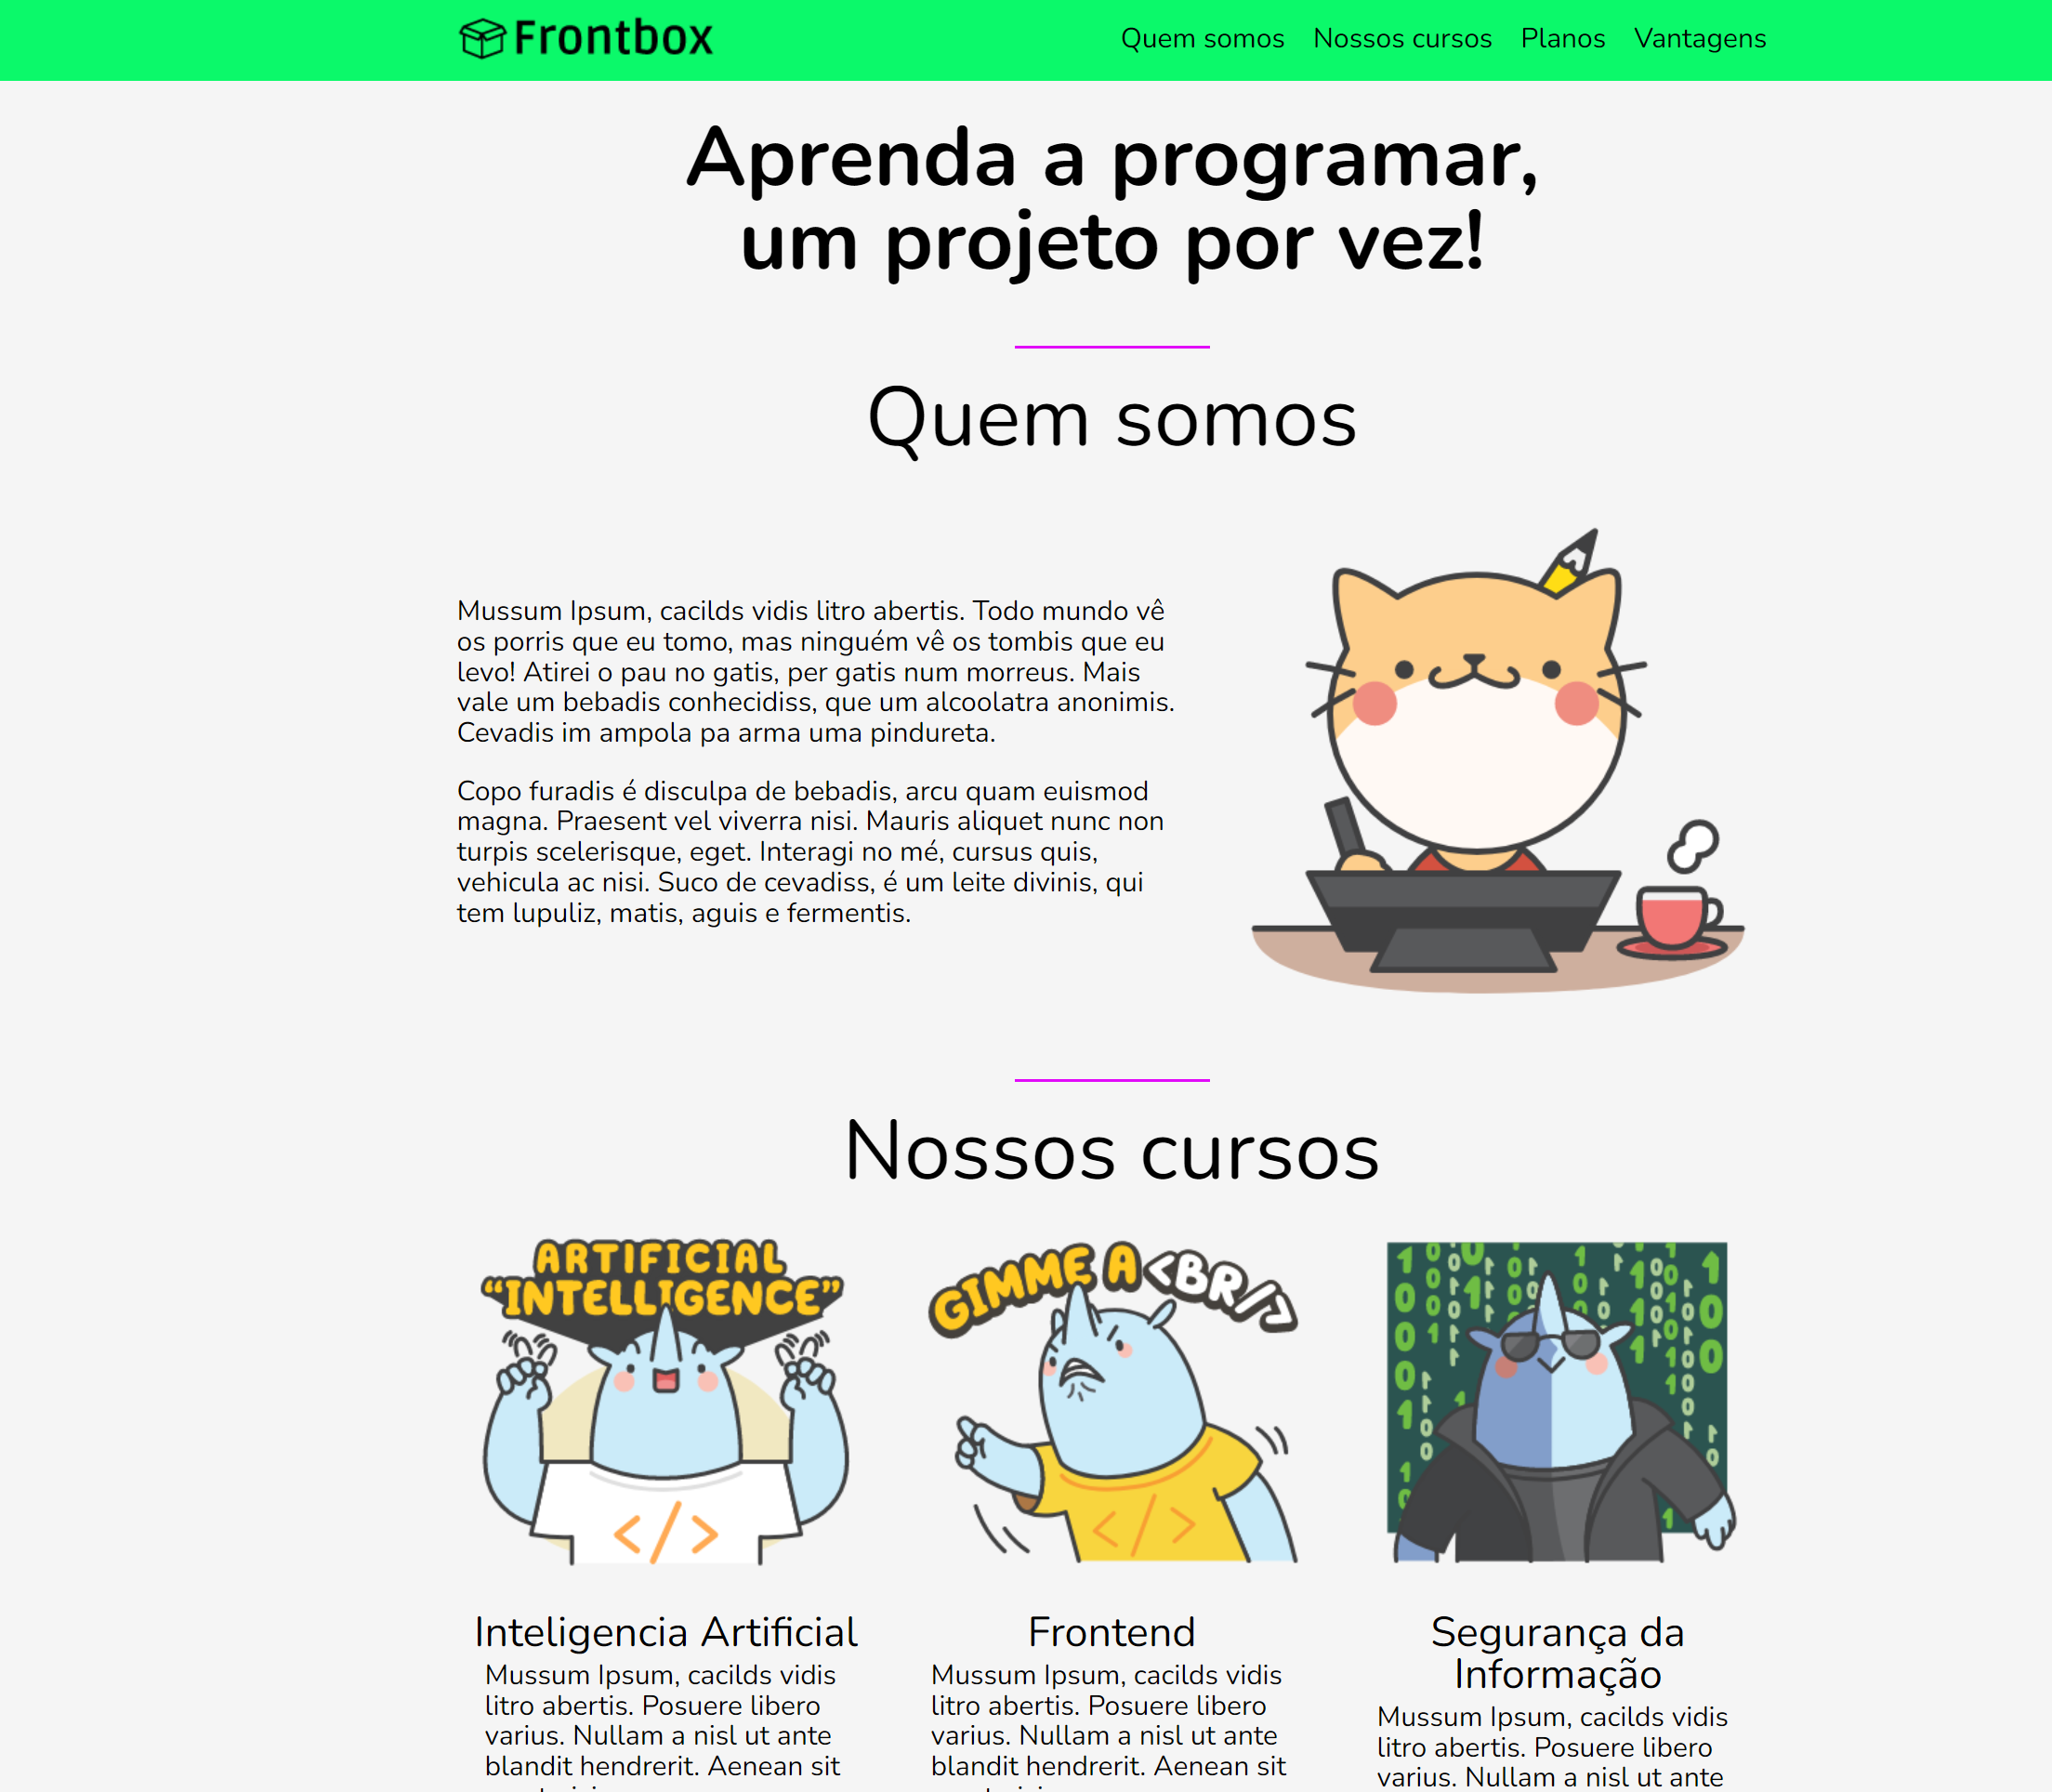 Frontbox
Quem somos Nossos cursos Planos Vantagens
Aprenda a programar,
um projeto por vez!
Quem somos
Mussum Ipsum, cacilds vidis litro abertis. Todo mundo vê
os porris que eu tomo, mas ninguém vê os tombis que eu
levo! Atirei o pau no gatis, per gatis num morreus. Mais
vale um bebadis conhecidiss, que um alcoolatra anonimis.
Cevadis im ampola pa arma uma pindureta.
Copo furadis é disculpa de bebadis, arcu quam euismod
magna. Praesent vel viverra nisi. Mauris aliquet nunc non
turpis scelerisque, eget. Interagi no mé, cursus quis,
vehicula ac nisi. Suco de cevadiss, é um leite divinis, qui
tem lupuliz, matis, aguis e fermentis.
Nossos cursos
ARTIFICIAL
“INTELLIGENCE”
</>
Inteligencia Artificial
Mussum Ipsum, cacilds vidis
litro abertis. Posuere libero
varius. Nullam a nisl ut ante
blandit hendrerit. Aenean sit
GIMME A <BR/>
</>
Frontend
Mussum Ipsum, cacilds vidis
litro abertis. Posuere libero
varius. Nullam a nisl ut ante
blandit hendrerit. Aenean sit
Segurança da
Informação
Mussum Ipsum, cacilds vidis
litro abertis. Posuere libero
varius. Nullam a nisl ut ante